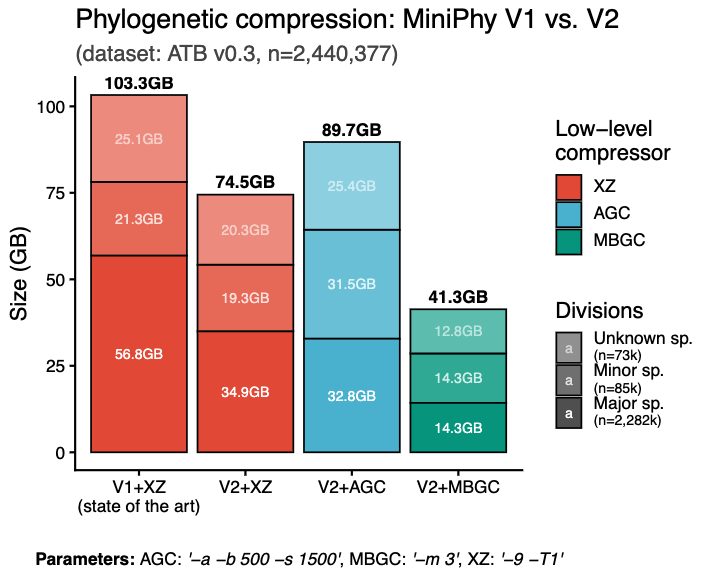 Phylogenetic compression: MiniPhy V1 vs. V2
(dataset: ATB v0.3, n=2,440,377)
Size (GB)
100
75
50
25
0
103.3GB
25.1GB
21.3GB
56.8GB
74.5GB
20.3GB
19.3GB
34.9GB
89.7GB
25.4GB
31.5GB
32.8GB
41.3GB
12.8GB
14.3GB
14.3GB
V1+XZ
(state of the art)
V2+XZ
V2+AGC
V2+MBGC
Low−level
compressor
XZ
AGC
MBGC
Divisions
a Unknown sp.
(n=73k)
a Minor sp.
(n=85k)
a Major sp.
(n=2,282k)
Parameters: AGC: '−a −b 500 −s 1500', MBGC: '−m 3', XZ: '−9 −T1'